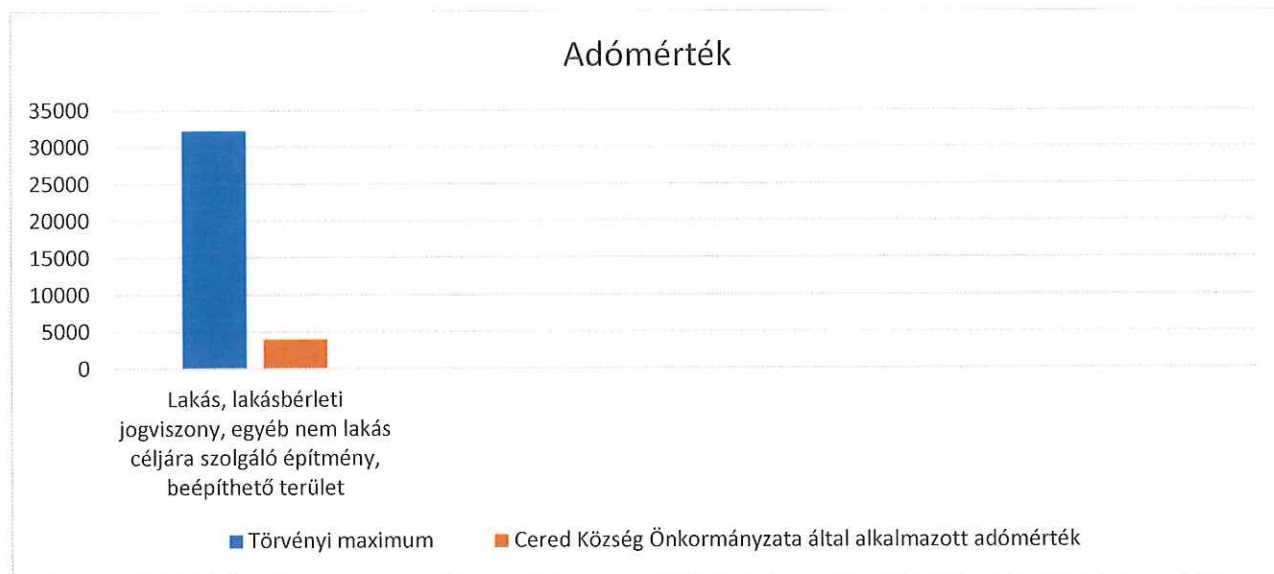 Adómérték
35000
30000
25000
20000
15000
10000
5000
0
Lakás, lakásbérleti
jogviszony, egyéb nem lakás
céljára szolgáló építmény,
beépíthető terület
Törvényi maximum
Cered Község Önkormányzata által alkalmazott adómérték